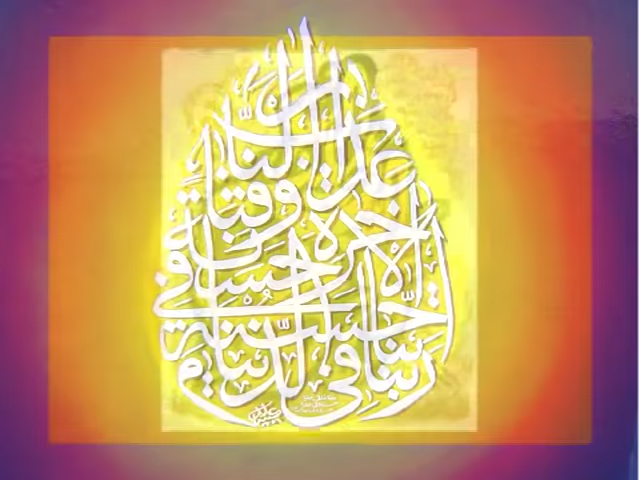 ربنا آتنا في الدنيا حسنة وفي الآخرة حسنة وقنا عذاب النار